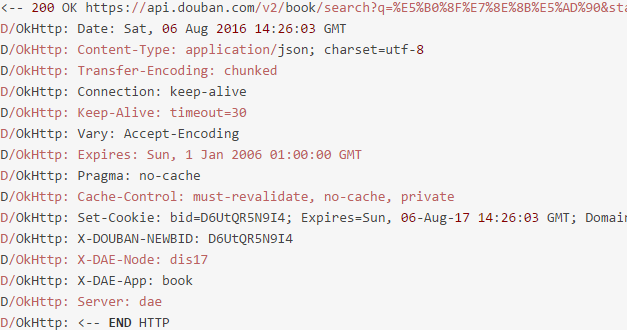 <-- 200 OK https://api.douban.com/v2/book/search?q=%E5%B0%8F%E7%8E%8B%E5%AD%90&sta
D/OkHttp: Date: Sat, 06 Aug 2016 14:26:03 GMT
D/OkHttp: Content-Type: application/json; charset=utf-8
D/OkHttp: Transfer-Encoding: chunked
D/OkHttp: Connection: keep-alive
D/OkHttp: Keep-Alive: timeout=30
D/OkHttp: Vary: Accept-Encoding
D/OkHttp: Expires: Sun, 1 Jan 2006 01:00:00 GMT
D/OkHttp: Pragma: no-cache
D/OkHttp: Cache-Control: must-revalidate, no-cache, private
D/OkHttp: Set-Cookie: bid=D6UtQR5N9I4; Expires=Sun, 06-Aug-17 14:26:03 GMT; Domai
D/OkHttp: X-DOUBAN-NEWBID: D6UtQR5N9I4
D/OkHttp: X-DAE-Node: dis17
D/OkHttp: X-DAE-App: book
D/OkHttp: Server: dae
D/OkHttp: <-- END HTTP